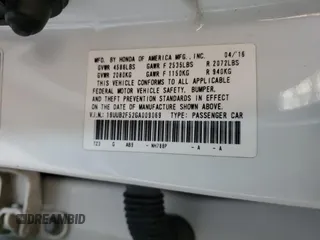 MFD. BY HONDA OF AMERICA MFG., INC. 04/16
GVWR 4586LBS GAWR F 2535LBS R 2072LBS
GVWR 2080KG GAWR F 1150KG R 940KG
THIS VEHICLE CONFORMS TO ALL APPLICABLE
FEDERAL MOTOR VEHICLE SAFETY, BUMPER,
AND THEFT PREVENTION STANDARDS IN EFFECT
ON THE DATE OF MANUFACTURE SHOWN ABOVE.
V.I.N.: TYPE: PASSENGER CAR
- A - A
DREAMBID